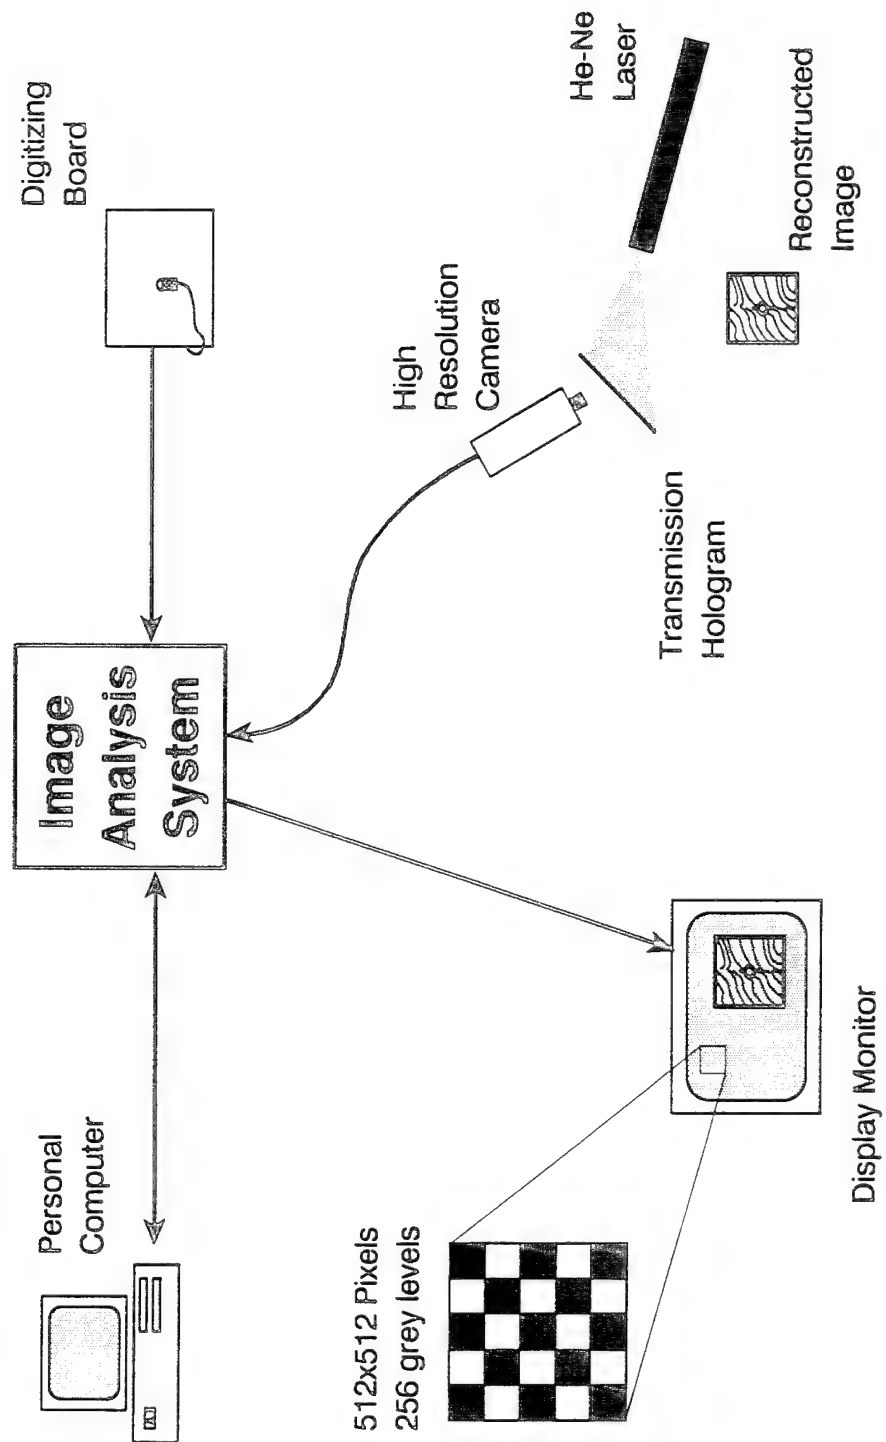 Personal
Computer
Image
Analysis
System
Digitizing
Board
512x512 Pixels
256 grey levels
High
Resolution
Camera
He-Ne
Laser
Transmission
Hologram
Reconstructed
Image
Display Monitor